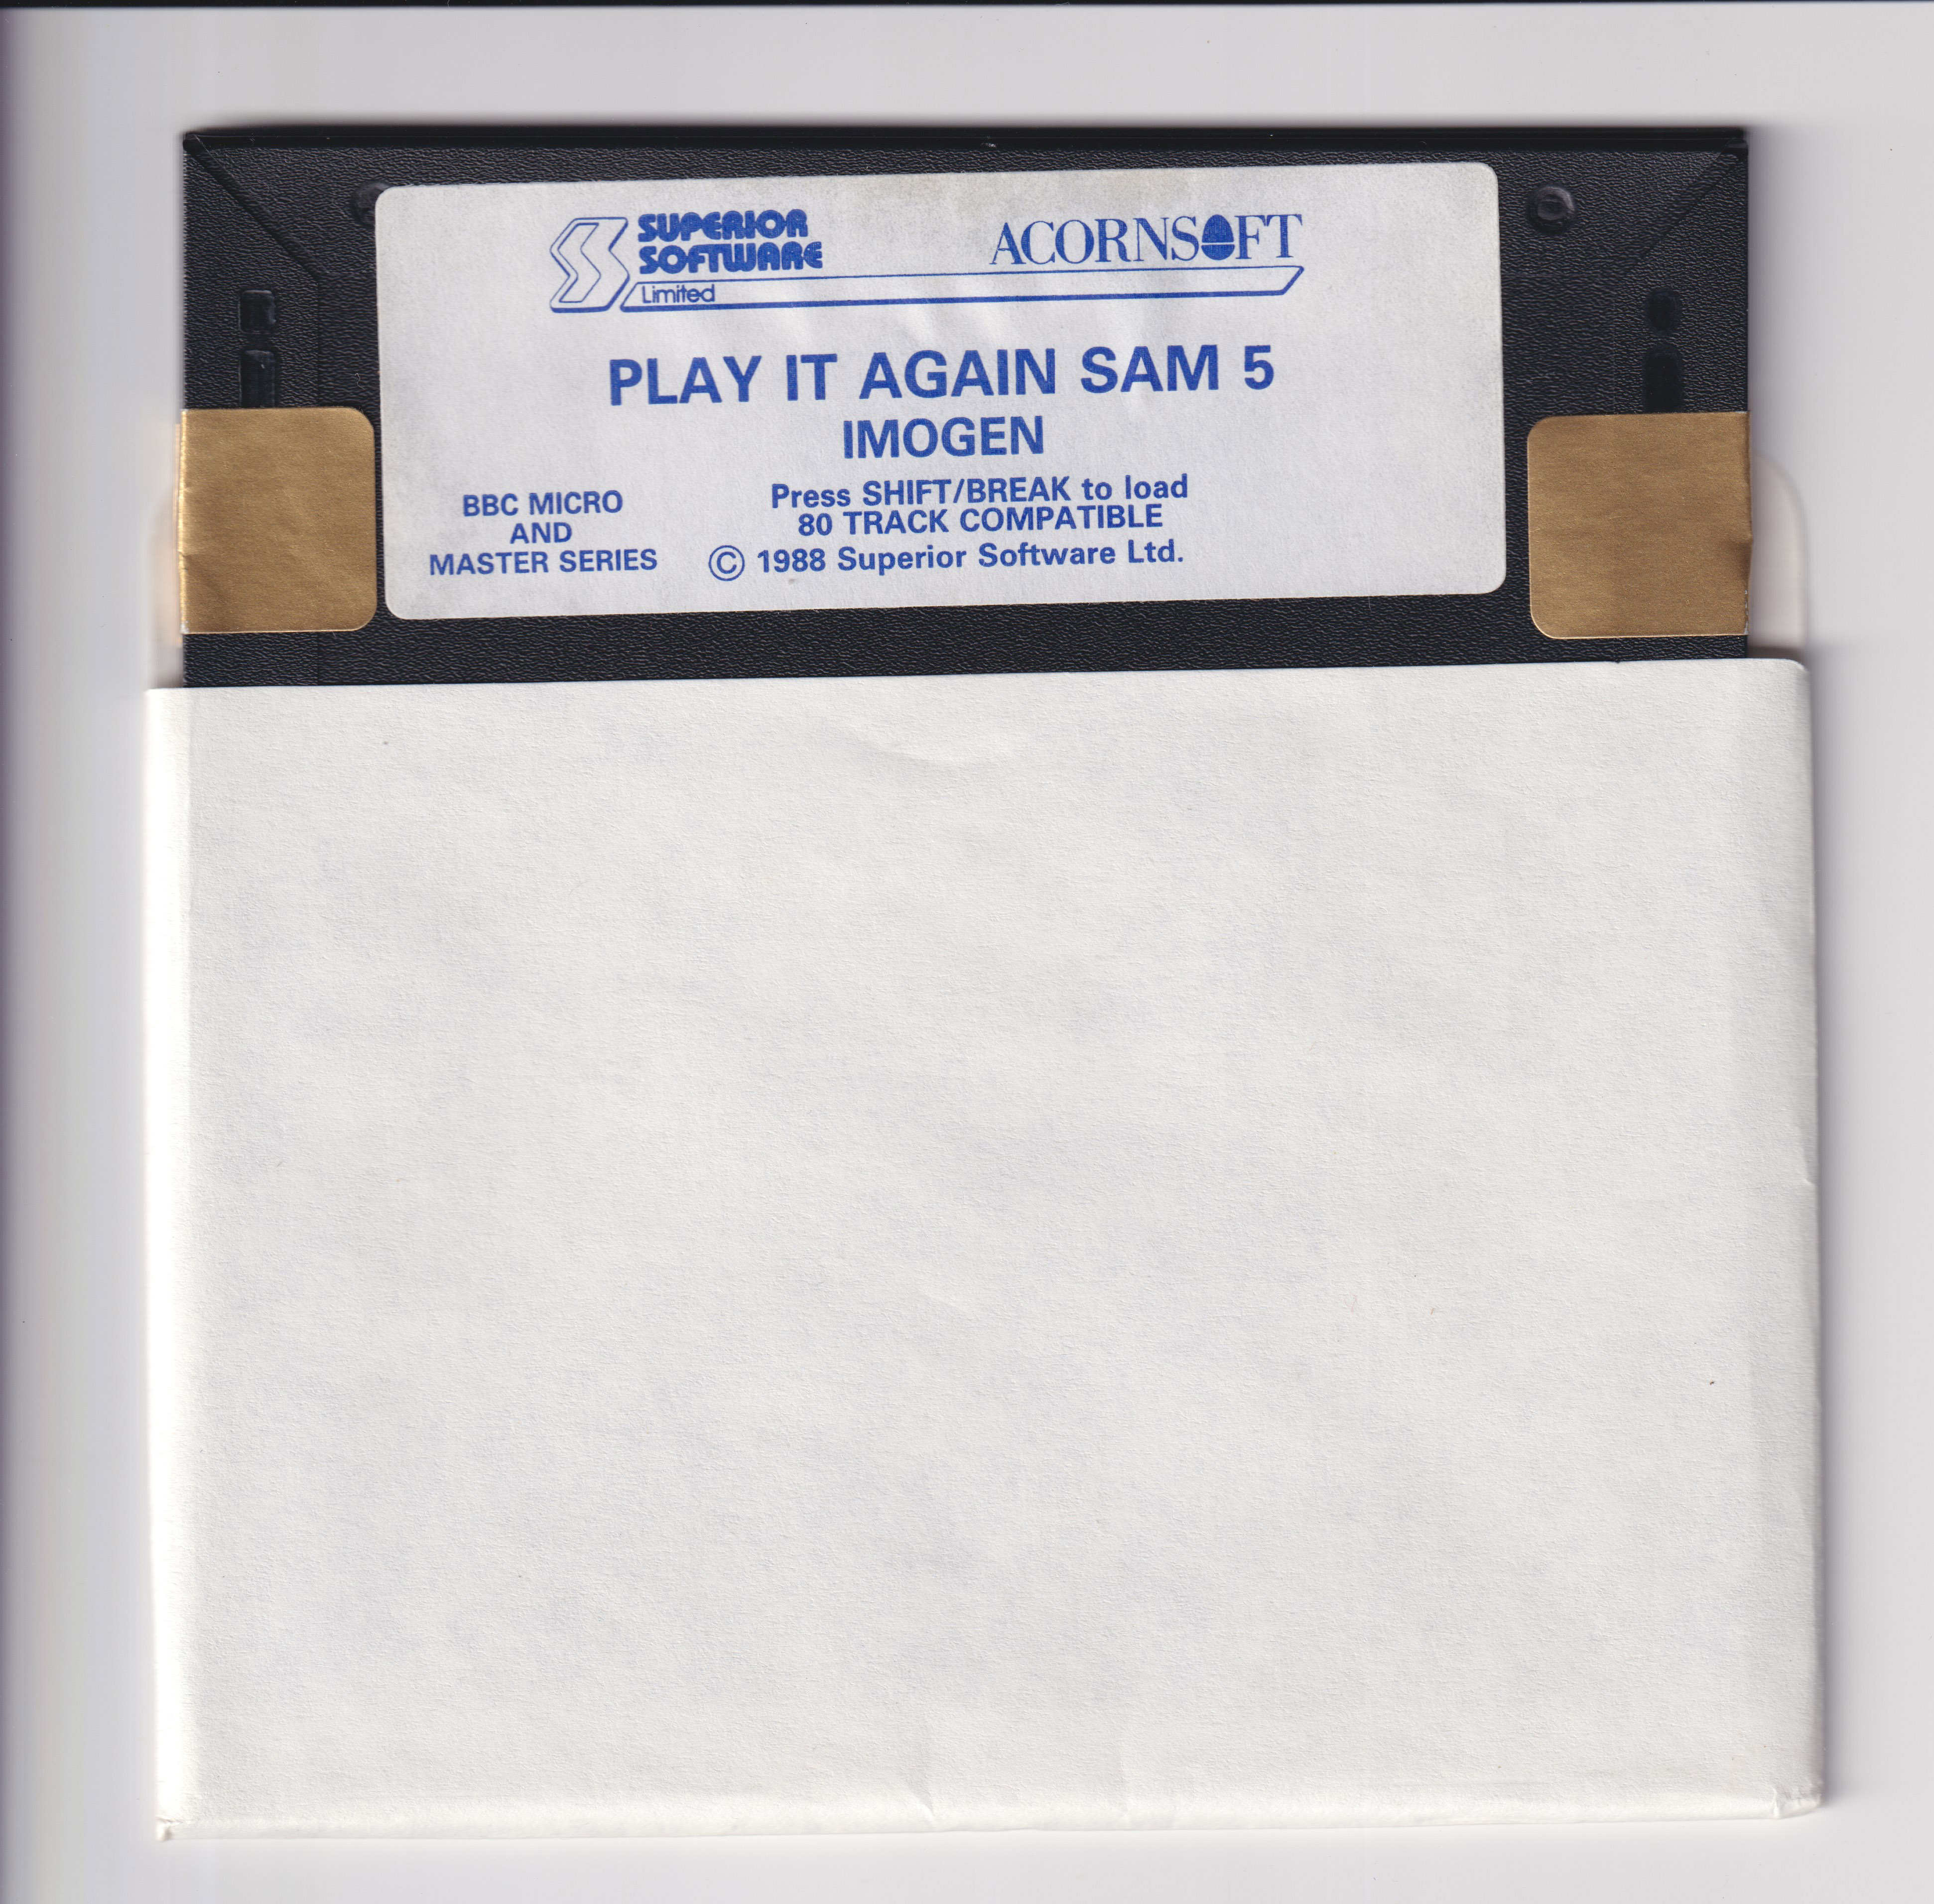 SUPERIOR
SOFTWARE
Limited
ACORNSOFT
PLAY IT AGAIN SAM 5
IMOGEN
BBC MICRO
AND
MASTER SERIES
Press SHIFT/BREAK to load
80 TRACK COMPATIBLE
© 1988 Superior Software Ltd.